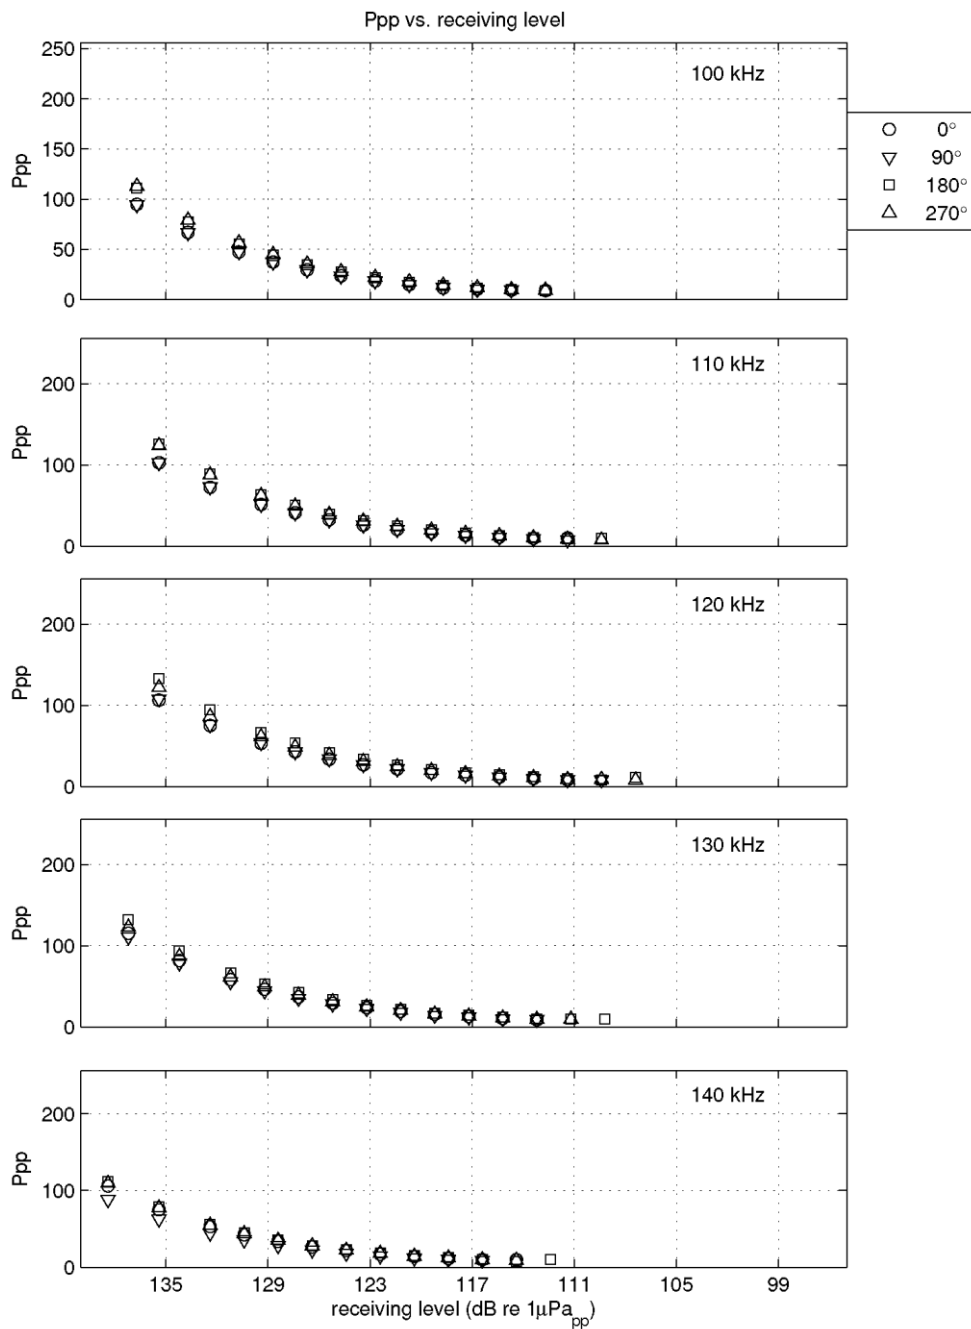 Ppp vs. receiving level
250
200
150
100
50
0
Ppp
100 kHz
0°
90°
180°
270°
200
100
0
Ppp
110 kHz
200
100
0
Ppp
120 kHz
200
100
0
Ppp
130 kHz
200
100
0
Ppp
140 kHz
135 129 123 117 111 105 99
receiving level (dB re 1μPapp)